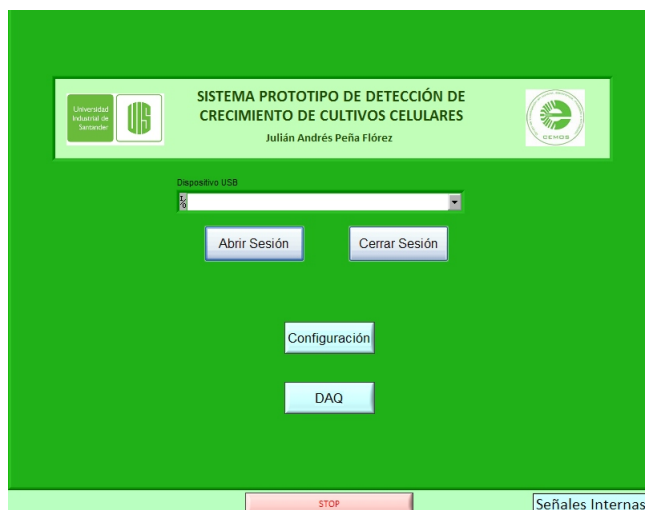 SISTEMA PROTOTIPO DE DETECCIÓN DE
CRECIMIENTO DE CULTIVOS CELULARES
Julián Andrés Peña Flórez
Universidad
Industrial de
Santander
UIS
CEMOS
Dispositivo USB
I/O
Abrir Sesión
Cerrar Sesión
Configuración
DAQ
STOP
Señales Internas